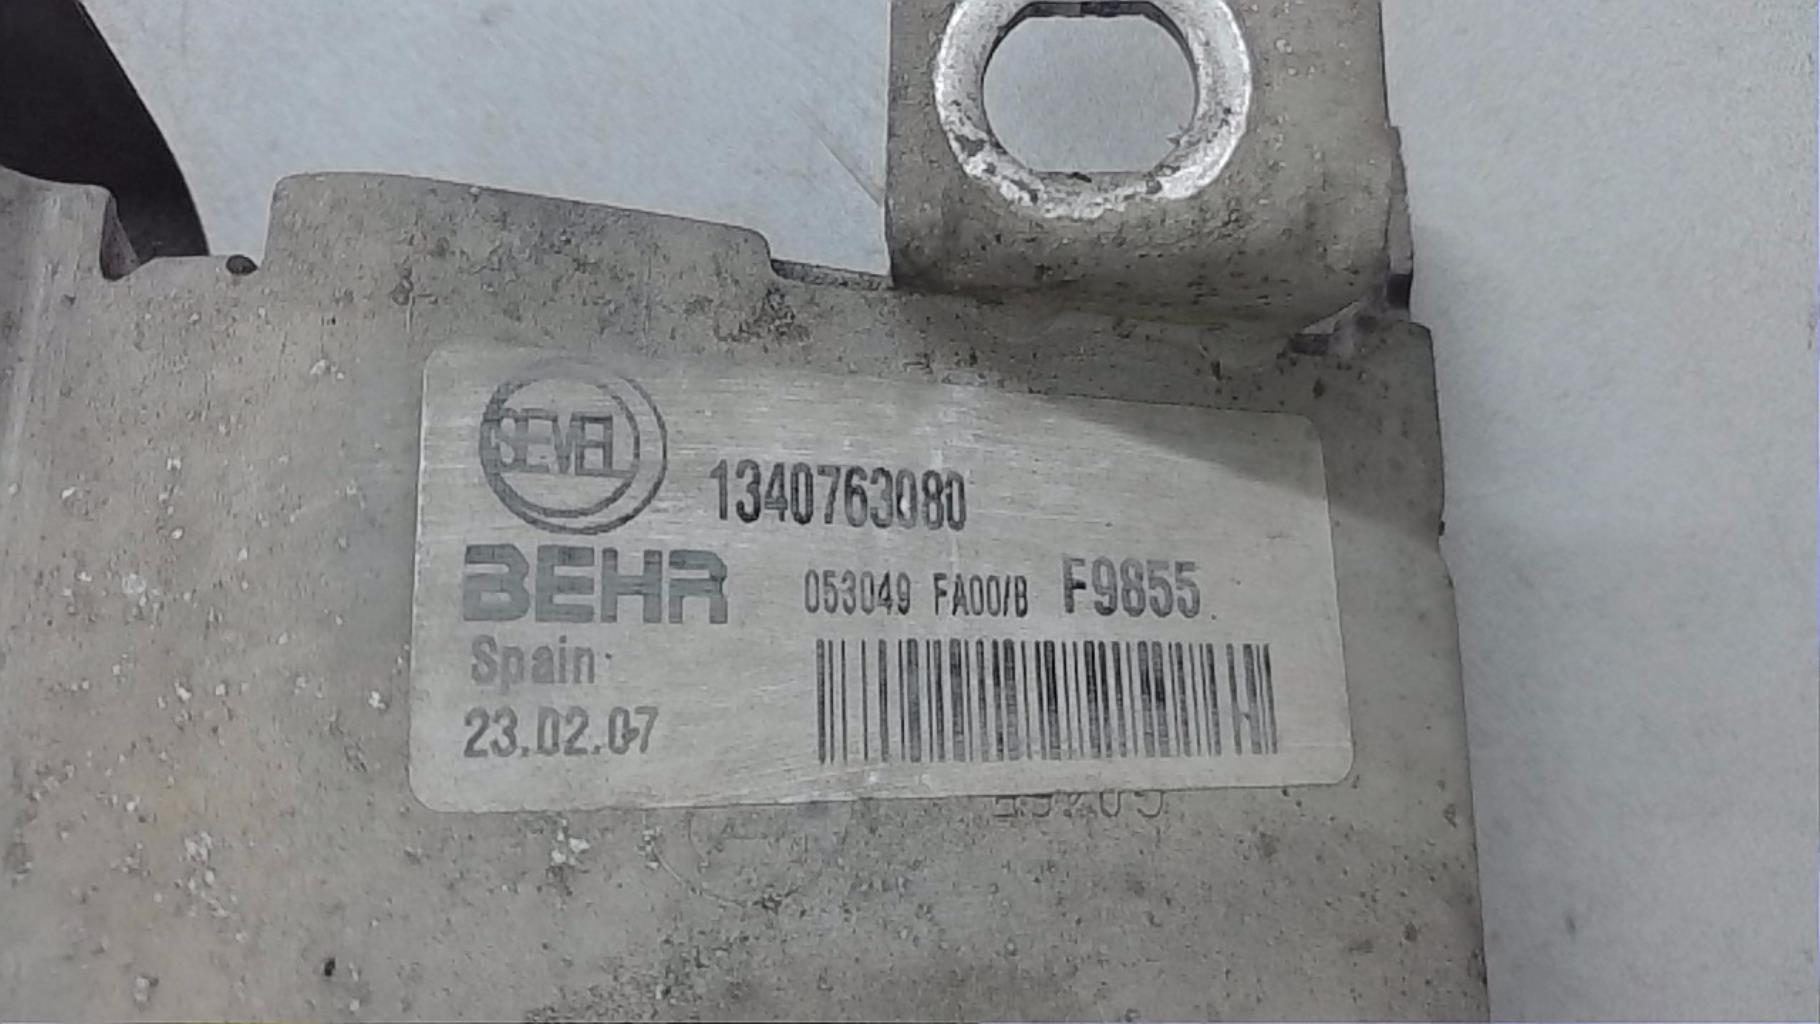 SEVEL
1340763080
BEHR 053049 FA00/B F9855
Spain
23.02.07